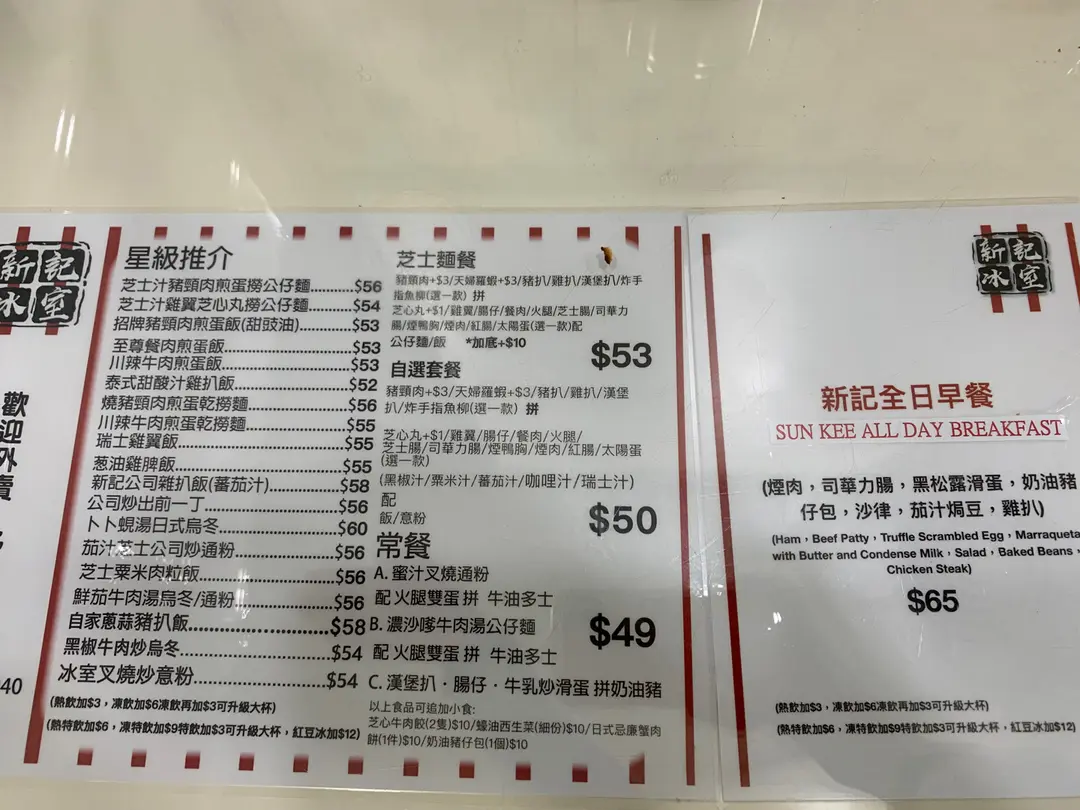 新記
冰室
歡迎外賣
40
星級推介
芝士汁豬頸肉煎蛋撈公仔麵..........$56
芝士汁雞翼芝心丸撈公仔麵..........$54
招牌豬頸肉煎蛋飯(甜豉油)..........$53
至尊餐肉煎蛋飯..........$53
川辣牛肉煎蛋飯..........$53
泰式甜酸汁雞扒飯..........$52
燒豬頸肉煎蛋乾撈麵..........$56
川辣牛肉煎蛋乾撈麵..........$55
瑞士雞翼飯..........$55
葱油雞脾飯..........$55
新記公司雞扒飯(蕃茄汁)..........$58
公司炒出前一丁..........$56
卜卜蜆湯日式烏冬..........$60
茄汁芝士公司炒通粉..........$56
芝士粟米肉粒飯..........$56
鮮茄牛肉湯烏冬/通粉..........$56
自家蔥蒜豬扒飯..........$58
黑椒牛肉炒烏冬..........$54
冰室叉燒炒意粉..........$54
(熱飲加$3，凍飲加$6凍飲再加$3可升級大杯)
(熱特飲加$6，凍特飲加$9特飲加$3可升級大杯，紅豆冰加$12)
芝士麵餐
豬頸肉+$3/天婦羅蝦+$3/豬扒/雞扒/漢堡扒/炸手
指魚柳(選一款) 拼
芝心丸+$1/雞翼/腸仔/餐肉/火腿/芝士腸/司華力
腸/煙鴨胸/煙肉/紅腸/太陽蛋(選一款)配
公仔麵/飯 *加底+$10
$53
自選套餐
豬頸肉+$3/天婦羅蝦+$3/豬扒/雞扒/漢堡
扒/炸手指魚柳(選一款) 拼
芝心丸+$1/雞翼/腸仔/餐肉/火腿/
芝士腸/司華力腸/煙鴨胸/煙肉/紅腸/太陽蛋
(選一款)
(黑椒汁/粟米汁/蕃茄汁/咖喱汁/瑞士汁)
配
飯/意粉
$50
常餐
A. 蜜汁叉燒通粉
配 火腿雙蛋 拼 牛油多士
B. 濃沙嗲牛肉湯公仔麵
$49
配 火腿雙蛋 拼 牛油多士
C. 漢堡扒‧腸仔‧牛乳炒滑蛋 拼奶油豬
以上食品可追加小食:
芝心牛肉餃(2隻)$10/蠔油西生菜(細份)$10/日式忌廉蟹肉
餅(1件)$10/奶油豬仔包(1個)$10
新記
冰室
新記全日早餐
SUN KEE ALL DAY BREAKFAST
(煙肉，司華力腸，黑松露滑蛋，奶油豬
仔包，沙律，茄汁焗豆，雞扒)
(Ham，Beef Patty，Truffle Scrambled Egg，Marraqueta
with Butter and Condense Milk，Salad，Baked Beans，
Chicken Steak)
$65
(熱飲加$3，凍飲加$6凍飲再加$3可升級大杯)
(熱特飲加$6，凍特飲加$9特飲加$3可升級大杯，紅豆冰加$12)